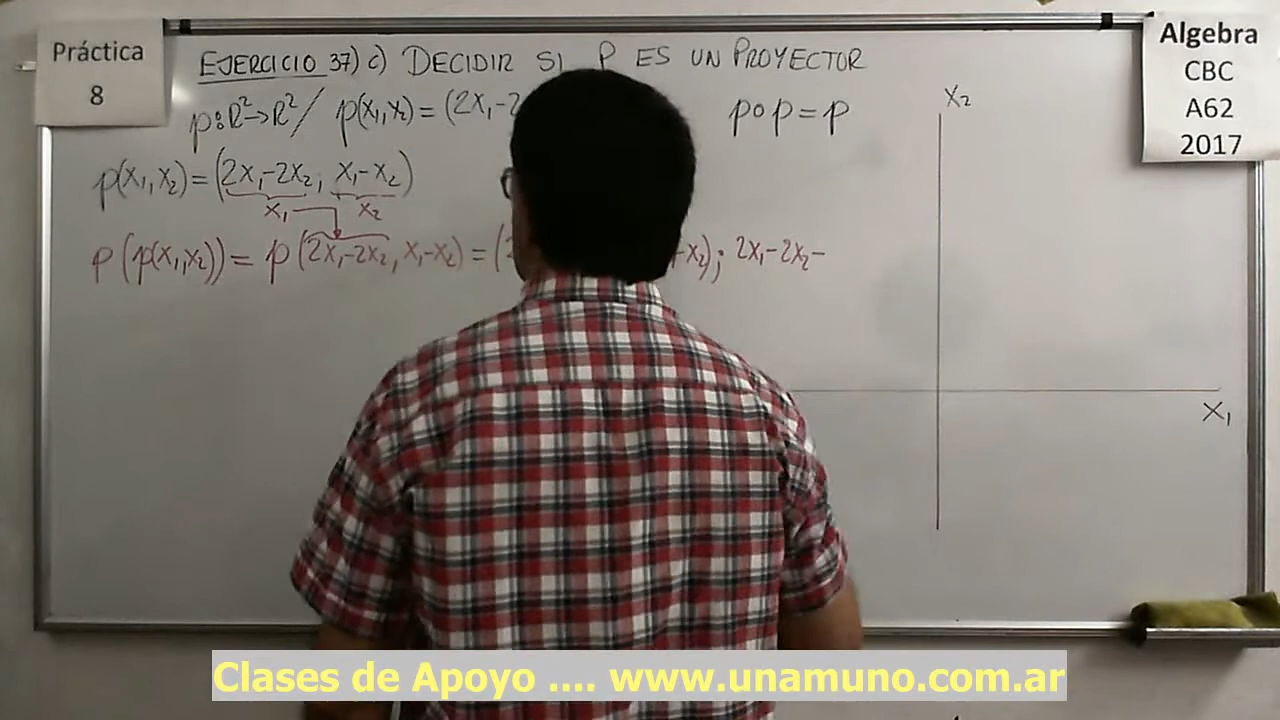 Práctica
8
Algebra
CBC
A62
2017
EJERCICIO 37) c) DECIDIR SI P ES UN PROYECTOR
p:R²→R² / p(x₁,x₂) = (2x₁-2
p∘p = p
p(x₁,x₂) = (2x₁-2x₂, x₁-x₂)
x₁ x₂
p(p(x₁,x₂)) = p(2x₁-2x₂, x₁-x₂) = ( -x₂); 2x₁-2x₂-
x₂
x₁
Clases de Apoyo .... www.unamuno.com.ar